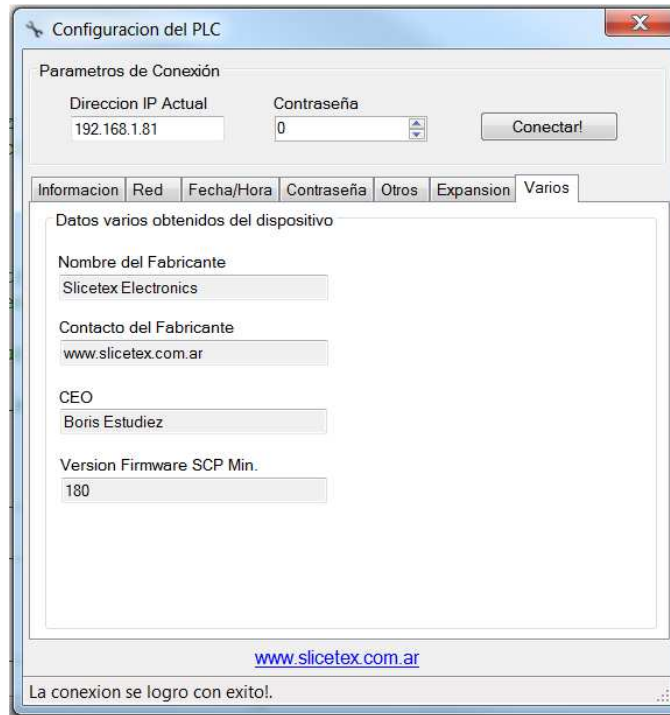 Configuracion del PLC
Parametros de Conexión
Direccion IP Actual Contraseña
192.168.1.81 0 Conectar!
Informacion Red Fecha/Hora Contraseña Otros Expansion Varios
Datos varios obtenidos del dispositivo
Nombre del Fabricante
Slicetex Electronics
Contacto del Fabricante
www.slicetex.com.ar
CEO
Boris Estudiez
Version Firmware SCP Min.
180
www.slicetex.com.ar
La conexion se logro con exito!.